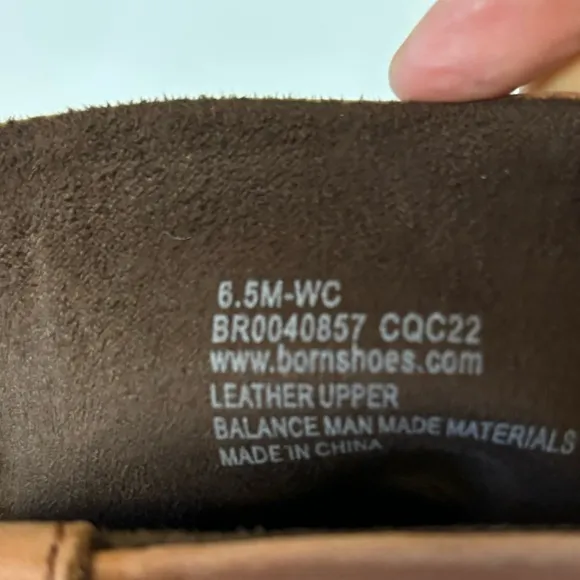 6.5M-WC
BR0040857 CQC22
www.bornshoes.com
LEATHER UPPER
BALANCE MAN MADE MATERIALS
MADE IN CHINA